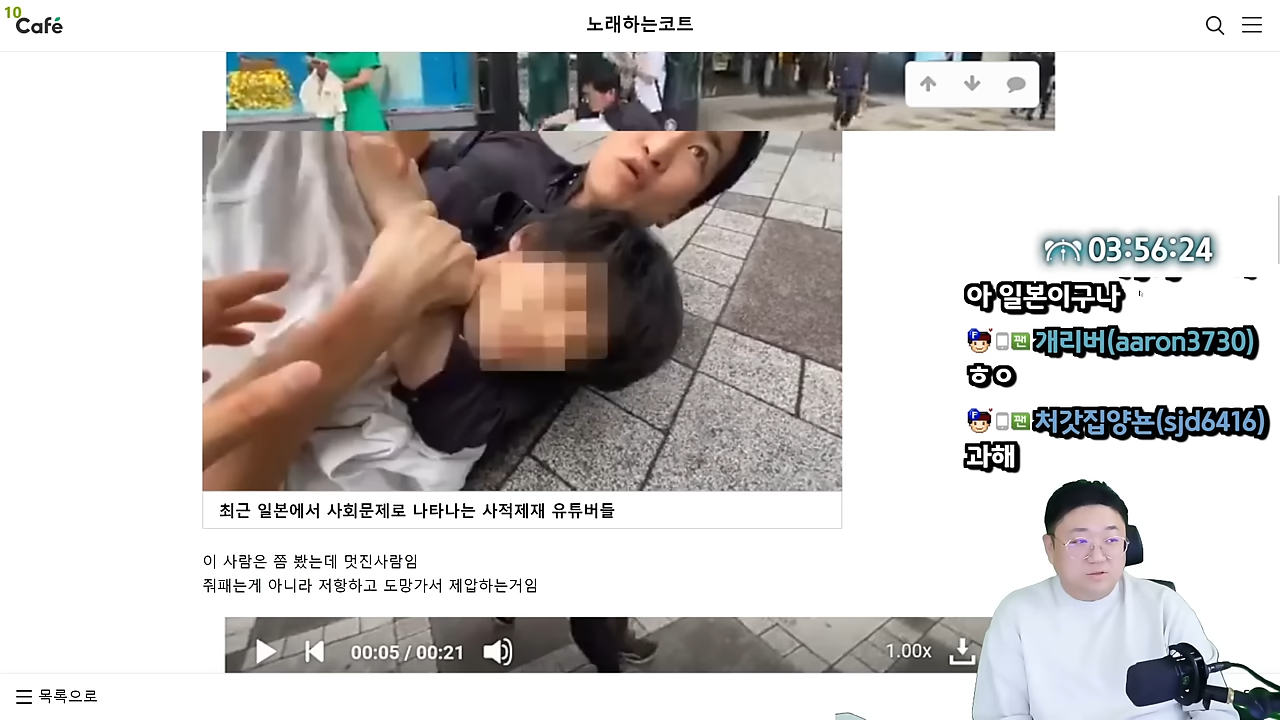 10
Café
노래하는코트
03:56:24
아 일본이구나
팬 개리버(aaron3730)
ㅎㅇ
팬 처갓집양뇬(sjd6416)
과해
최근 일본에서 사회문제로 나타나는 사적제재 유튜버들
이 사람은 쫌 봤는데 멋진사람임
줘패는게 아니라 저항하고 도망가서 제압하는거임
00:05 / 00:21
1.00x
목록으로